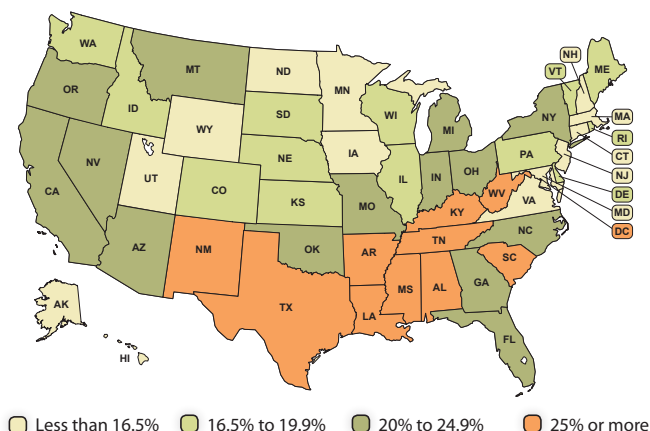 NH
WA
VT
ME
MT
ND
MN
OR
ID
SD
WI
NY
MA
WY
MI
RI
PA
CT
IA
NE
NJ
NV
IL
IN
OH
DE
UT
WV
VA
MD
CA
CO
KS
MO
KY
DC
NC
TN
AZ
NM
OK
AR
SC
MS
AL
GA
TX
AK
LA
FL
HI
Less than 16.5% 16.5% to 19.9% 20% to 24.9% 25% or more